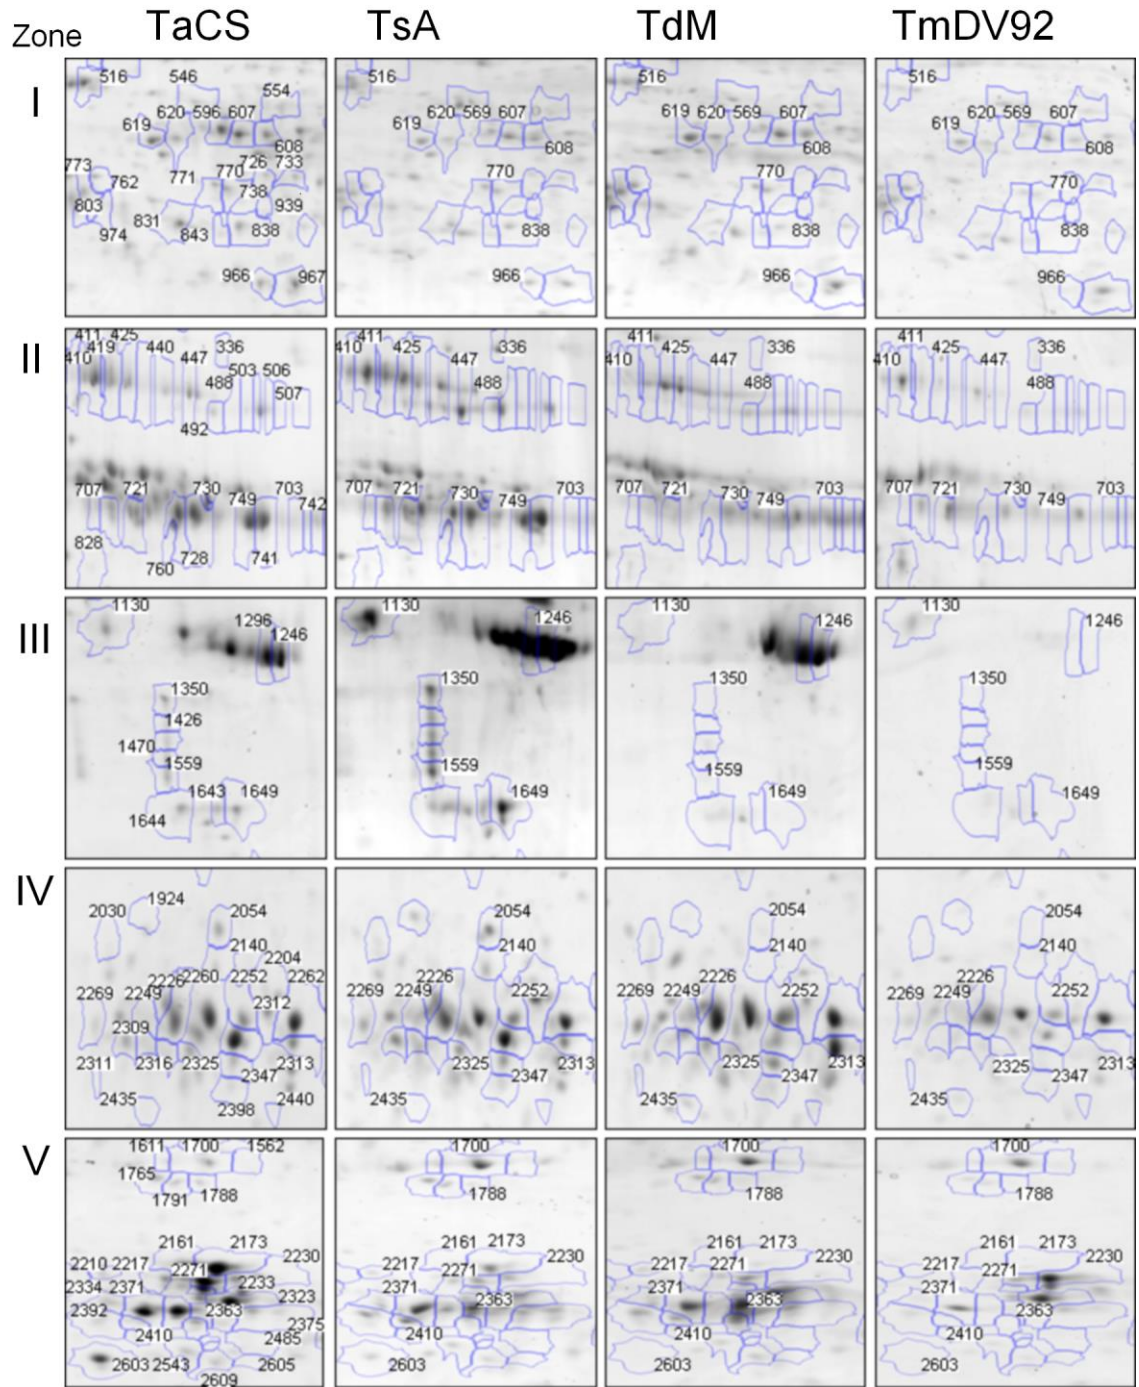 Zone TaCS TsA TdM TmDV92
I
516 546 554
620 596 607
619
608
773 762 771 770 726 733
738
803 831 939
974 843 838
966 967
516
620 569 607
619
608
770
838
966
516
620 569 607
619
608
770
838
966
516
620 569 607
619
608
770
838
966
II
411 425
419 440 336
410 447 503 506
488 507
492
707 721 730 749 703 742
828 760 728 741
411
410 425 336
447
488
707 721 730 749 703
411
410 425 447 336
488
707 721 730 749 703
411
410 425 447 336
488
707 721 730 749 703
III
1130
1296 1246
1350
1426
1470
1559
1643 1649
1644
1130
1246
1350
1559
1649
1130
1246
1350
1559
1649
1130
1246
1350
1559
1649
IV
1924
2030 2054
2140
2204
2226 2260 2252 2262
2269 2249 2312
2309
2311 2316 2325 2313
2347
2435 2398 2440
2054
2140
2226
2269 2249 2252
2325 2313
2347
2435
2054
2140
2226
2269 2249 2252
2325 2313
2347
2435
2054
2140
2226
2269 2249 2252
2325 2313
2347
2435
V
1611 1700 1562
1765
1791 1788
2161 2173
2210 2217 2271 2230
2334 2371 2233
2392 2363 2323
2375
2410 2485
2603 2543 2605
2609
1700
1788
2161 2173
2217 2271 2230
2371
2363
2410
2603
1700
1788
2161 2173
2217 2271 2230
2371
2363
2410
2603
1700
1788
2161 2173
2217 2271 2230
2371
2363
2410
2603